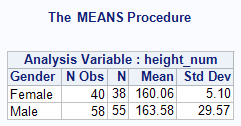 The MEANS Procedure
Analysis Variable : height_num
Gender N Obs N Mean Std Dev
Female 40 38 160.06 5.10
Male 58 55 163.58 29.57